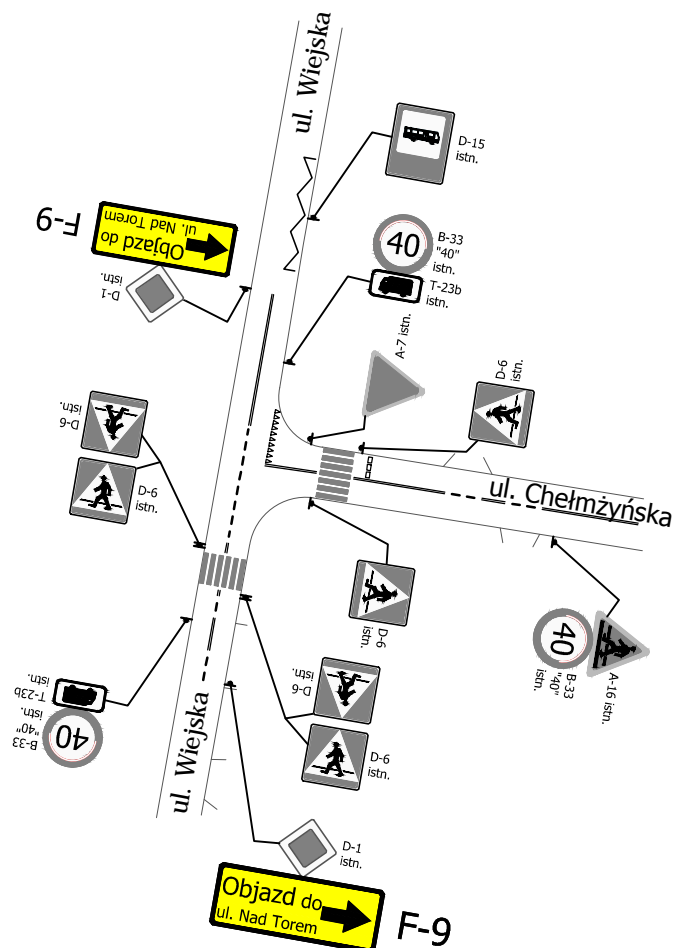 ul. Wiejska
D-15
istn.
F-9
Objazd do
ul. Nad Torem
40
B-33
"40"
istn.
T-23b
istn.
D-1
istn.
A-7 istn.
D-6
istn.
D-6
istn.
D-6
istn.
ul. Chełmżyńska
D-6
istn.
40
B-33
"40"
istn.
A-16 istn.
D-6
istn.
T-23b
istn.
40
B-33
"40"
istn.
ul. Wiejska
D-6
istn.
D-1
istn.
Objazd do
ul. Nad Torem
F-9